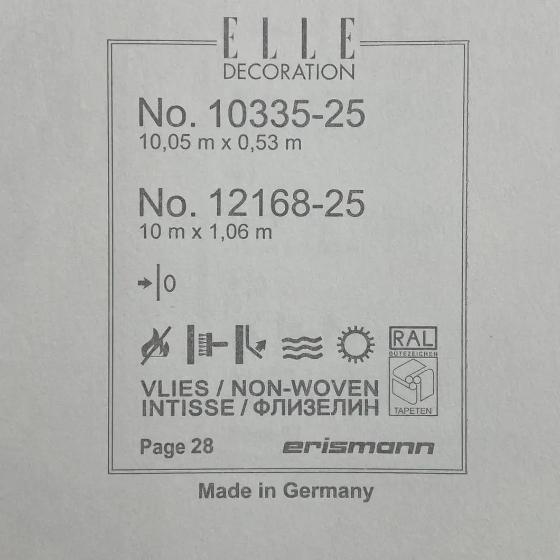 ELLE
DECORATION
No. 10335-25
10,05 m x 0,53 m
No. 12168-25
10 m x 1,06 m
0
RAL
GÜTEZEICHEN
TAPETEN
VLIES / NON-WOVEN
INTISSE / ФЛИЗЕЛИН
Page 28
erismann
Made in Germany